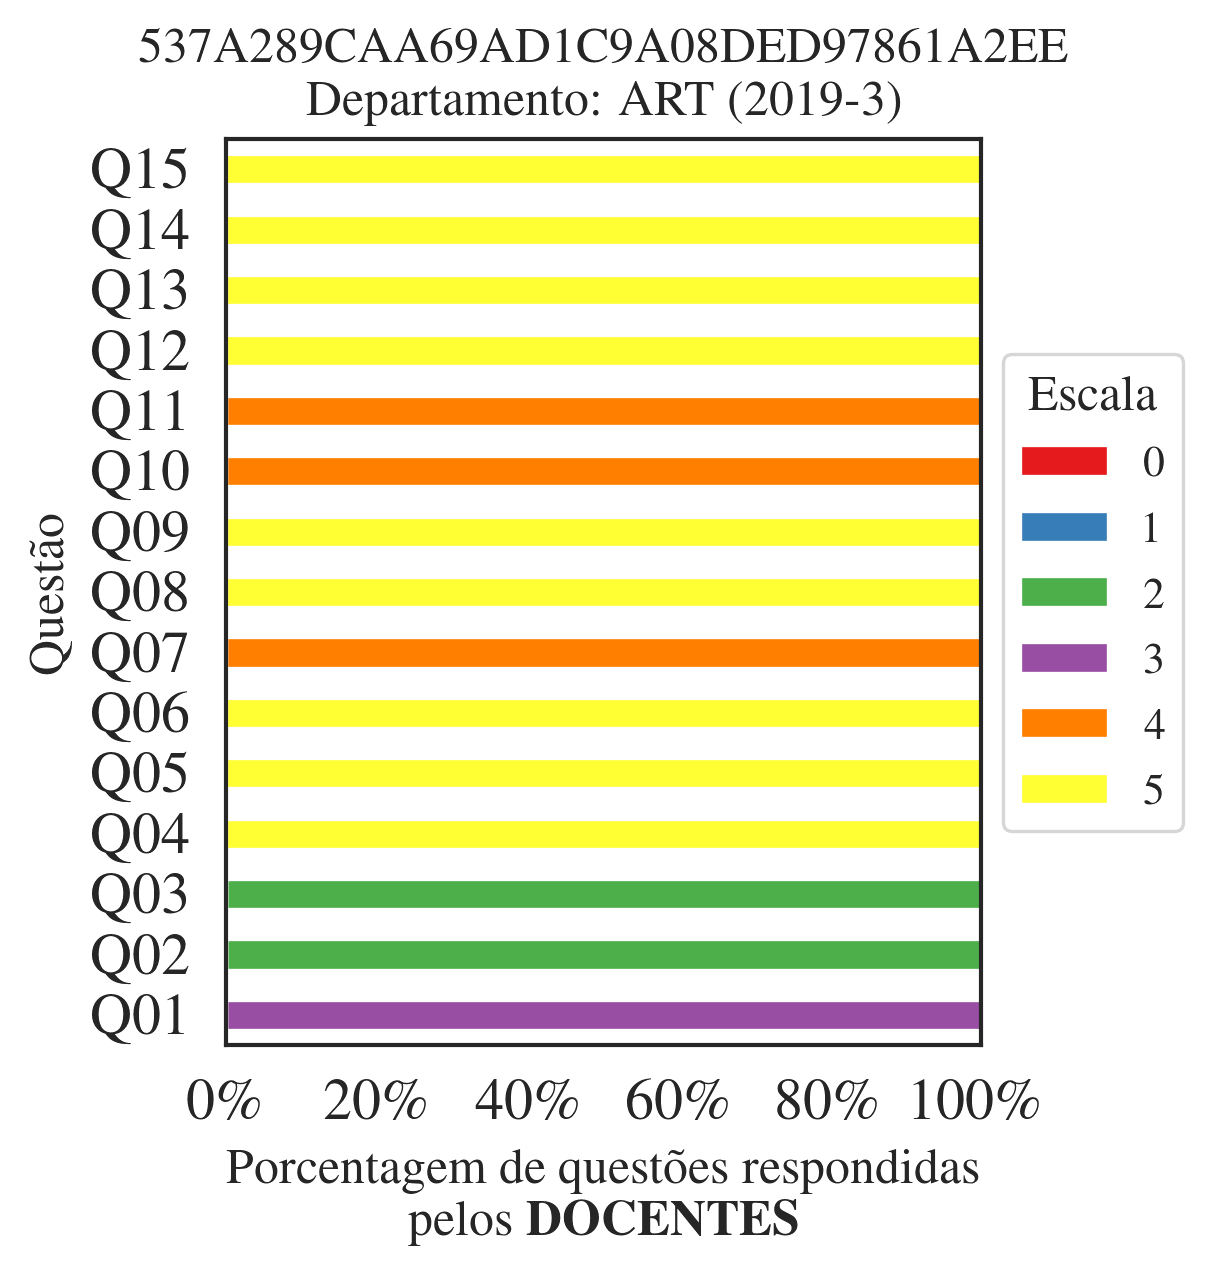 537A289CAA69AD1C9A08DED97861A2EE
Departamento: ART (2019-3)
Q15
Q14
Q13
Q12
Q11
Q10
Q09
Q08
Q07
Q06
Q05
Q04
Q03
Q02
Q01
Questão
0% 20% 40% 60% 80% 100%
Porcentagem de questões respondidas
pelos DOCENTES
Escala
0
1
2
3
4
5